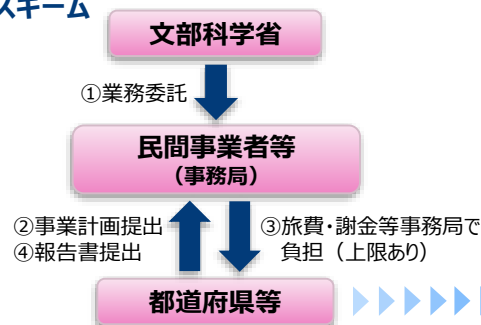 スキーム
文部科学省
①業務委託
民間事業者等
（事務局）
②事業計画提出
④報告書提出
③旅費・謝金等事務局で
負担（上限あり）
都道府県等